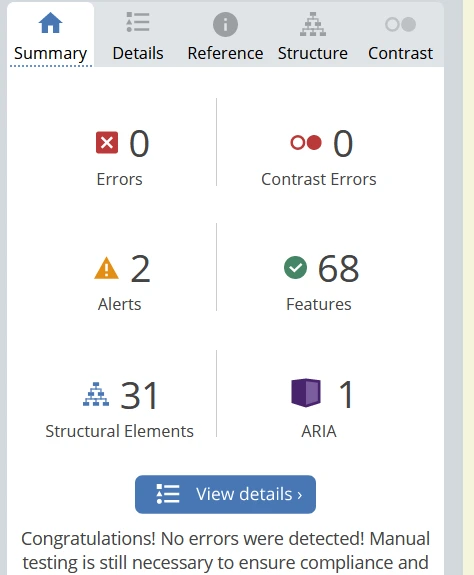 Summary Details Reference Structure Contrast
0 0
Errors Contrast Errors
2 68
Alerts Features
31 1
Structural Elements ARIA
View details ›
Congratulations! No errors were detected! Manual
testing is still necessary to ensure compliance and